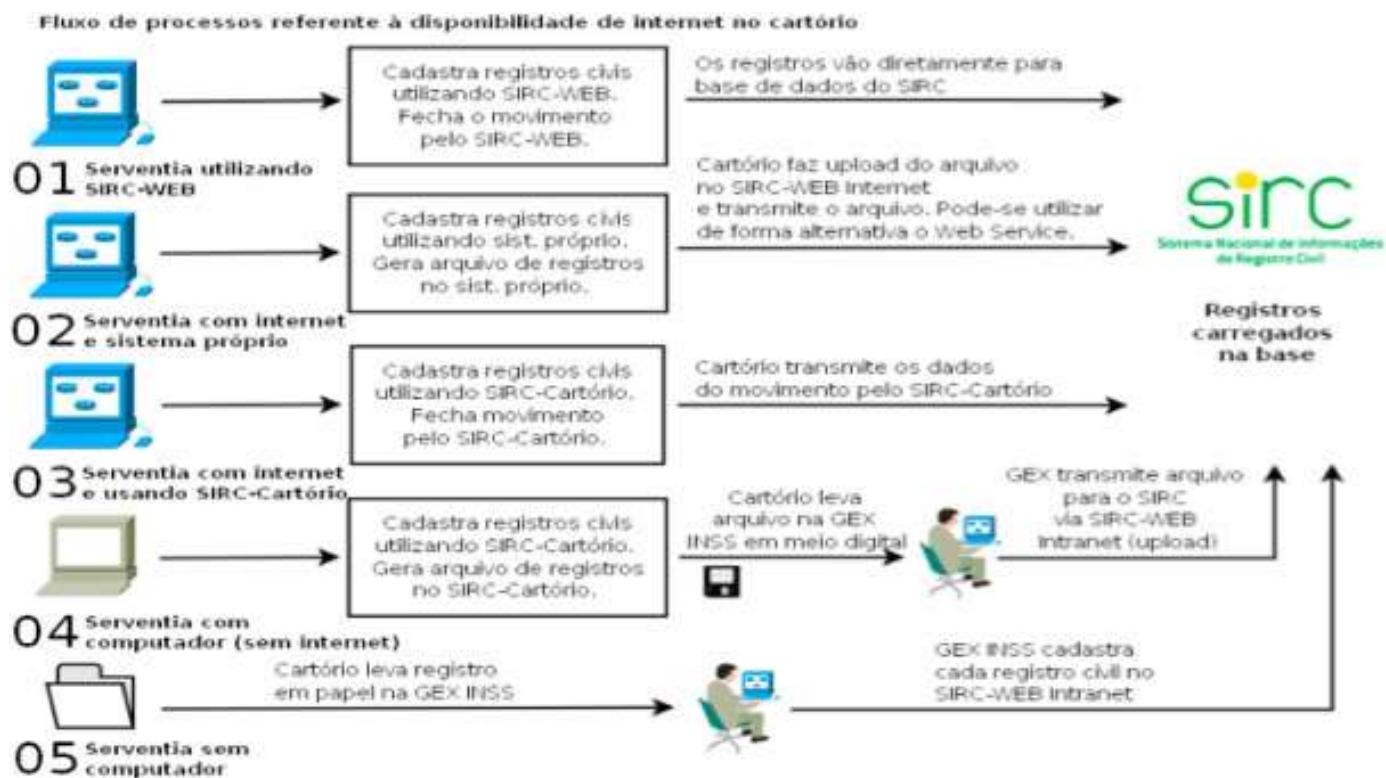 Fluxo de processos referente à disponibilidade de internet no cartório
Cadastra registros civis
utilizando SIRC-WEB.
Fecha o movimento
pelo SIRC-WEB.
Os registros vão diretamente para
base de dados do SIRC
01 Serventia utilizando
SIRC-WEB
Cadastra registros civis
utilizando sist. próprio.
Gera arquivo de registros
no sist. próprio.
Cartório faz upload do arquivo
no SIRC-WEB Internet
e transmite o arquivo. Pode-se utilizar
de forma alternativa o Web Service.
sirc
Sistema Nacional de Informações
de Registro Civil
Registros
carregados
na base
02 Serventia com internet
e sistema próprio
Cadastra registros civis
utilizando SIRC-Cartório.
Fecha movimento
pelo SIRC-Cartório.
Cartório transmite os dados
do movimento pelo SIRC-Cartório
03 Serventia com internet
e usando SIRC-Cartório
Cadastra registros civis
utilizando SIRC-Cartório.
Gera arquivo de registros
no SIRC-Cartório.
Cartório leva
arquivo na GEX
INSS em meio digital
GEX transmite arquivo
para o SIRC
via SIRC-WEB
Intranet (upload)
04 Serventia com
computador (sem internet)
Cartório leva registro
em papel na GEX INSS
GEX INSS cadastra
cada registro civil no
SIRC-WEB Intranet
05 Serventia sem
computador